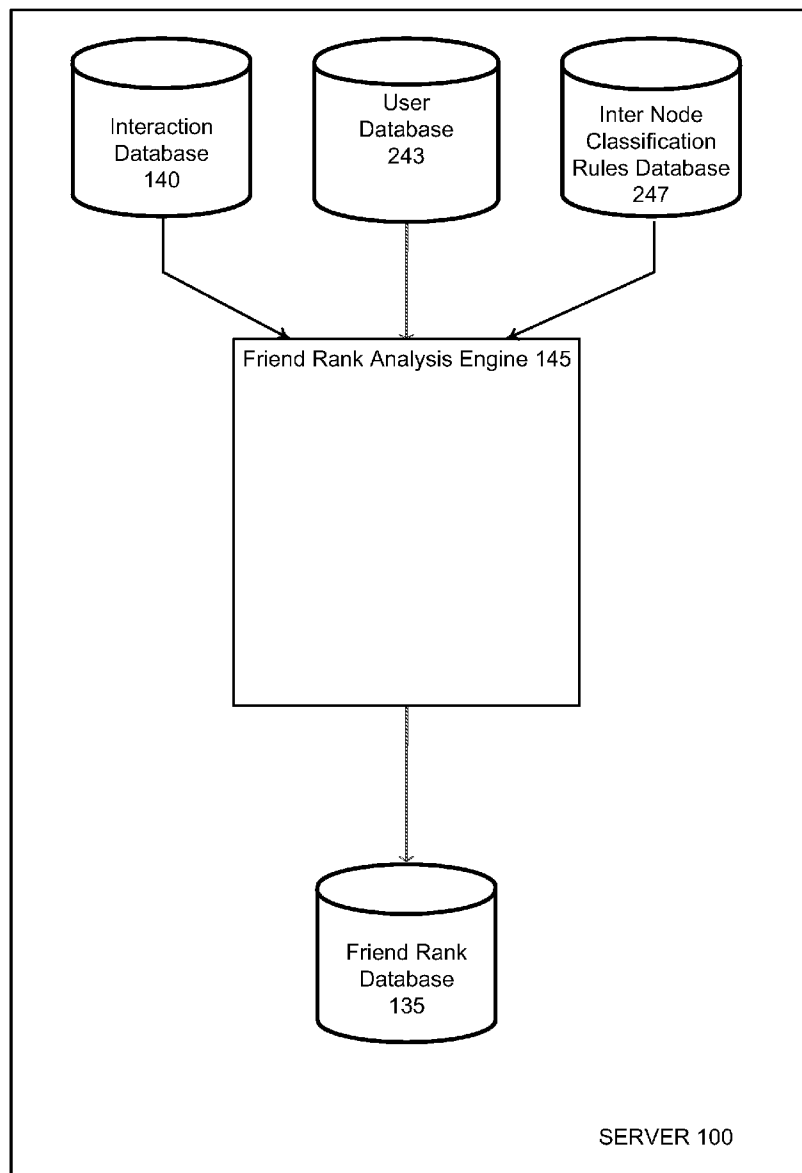 Interaction
Database
140
User
Database
243
Inter Node
Classification
Rules Database
247
Friend Rank Analysis Engine 145
Friend Rank
Database
135
SERVER 100